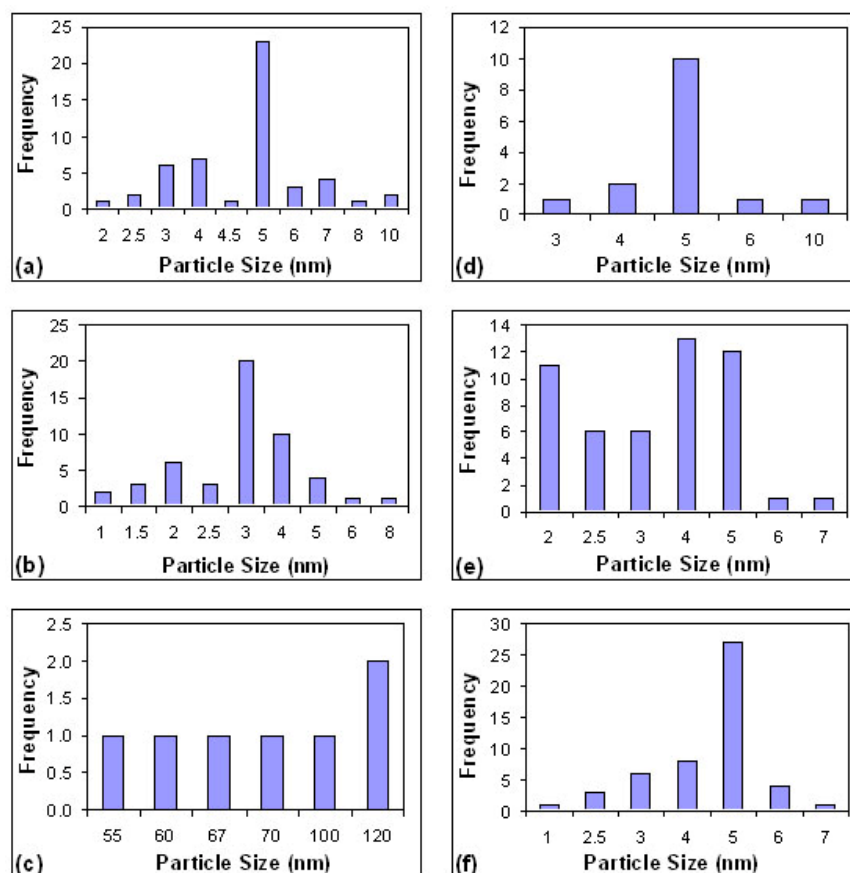 25
20
15
10
5
0
Frequency
2 2.5 3 4 4.5 5 6 7 8 10
(a) Particle Size (nm)
12
10
8
6
4
2
0
Frequency
3 4 5 6 10
(d) Particle Size (nm)
25
20
15
10
5
0
Frequency
1 1.5 2 2.5 3 4 5 6 8
(b) Particle Size (nm)
14
12
10
8
6
4
2
0
Frequency
2 2.5 3 4 5 6 7
(e) Particle Size (nm)
2.5
2.0
1.5
1.0
0.5
0.0
Frequency
55 60 67 70 100 120
(c) Particle Size (nm)
30
25
20
15
10
5
0
Frequency
1 2.5 3 4 5 6 7
(f) Particle Size (nm)